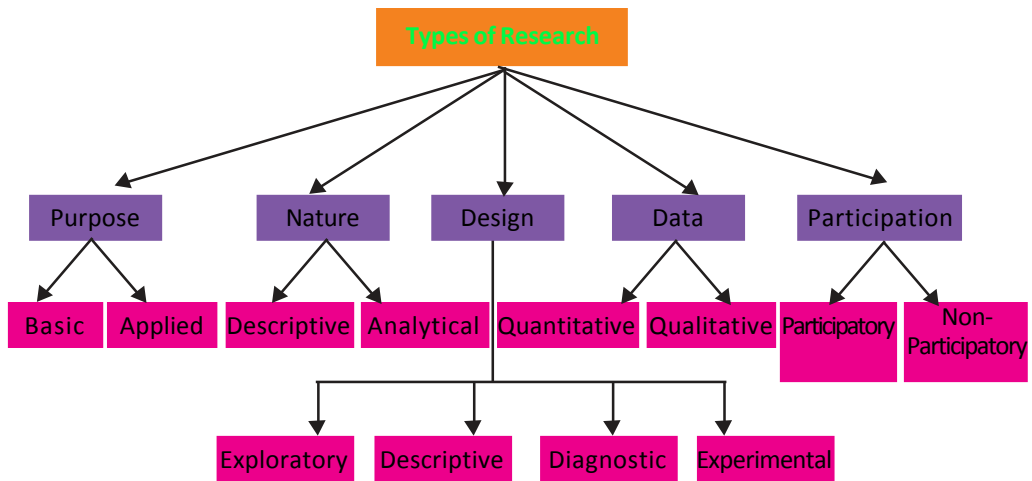 Types of Research
Purpose
Nature
Design
Data
Participation
Basic
Applied
Descriptive
Analytical
Quantitative
Qualitative
Participatory
Non-
Participatory
Exploratory
Descriptive
Diagnostic
Experimental